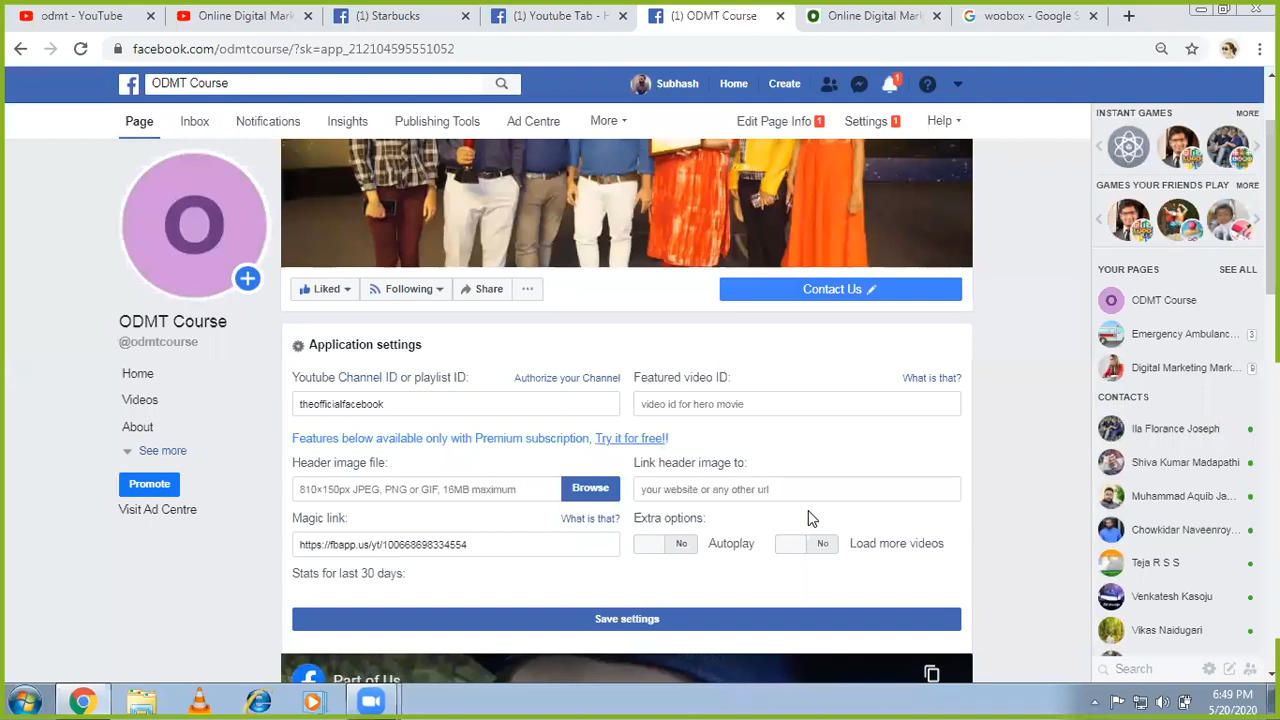 odmt - YouTube
Online Digital Mar
(1) Starbucks
(1) Youtube Tab - H
(1) ODMT Course
Online Digital Mar
woobox - Google S
facebook.com/odmtcourse/?sk=app_212104595551052
ODMT Course
Subhash
Home
Create
1
Page
Inbox
Notifications
Insights
Publishing Tools
Ad Centre
More
Edit Page Info 1
Settings 1
Help
O
ODMT Course
@odmtcourse
Home
Videos
About
See more
Promote
Visit Ad Centre
Liked
Following
Share
Contact Us
Application settings
Youtube Channel ID or playlist ID:
Authorize your Channel
Featured video ID:
What is that?
theofficialfacebook
video id for hero movie
Features below available only with Premium subscription, Try it for free!!
Header image file:
Link header image to:
810×150px JPEG, PNG or GIF, 16MB maximum
Browse
your website or any other url
Magic link:
What is that?
Extra options:
https://fbapp.us/yt/100668698334554
No
Autoplay
No
Load more videos
Stats for last 30 days:
Save settings
Part of Us
INSTANT GAMES
MORE
GAMES YOUR FRIENDS PLAY
MORE
YOUR PAGES
SEE ALL
O
ODMT Course
Emergency Ambulanc...
3
Digital Marketing Mark...
9
CONTACTS
Ila Florance Joseph
Shiva Kumar Madapathi
Muhammad Aquib Ja...
Chowkidar Naveenroy...
Teja R S S
Venkatesh Kasoju
Vikas Naidugari
Search
6:49 PM
5/20/2020